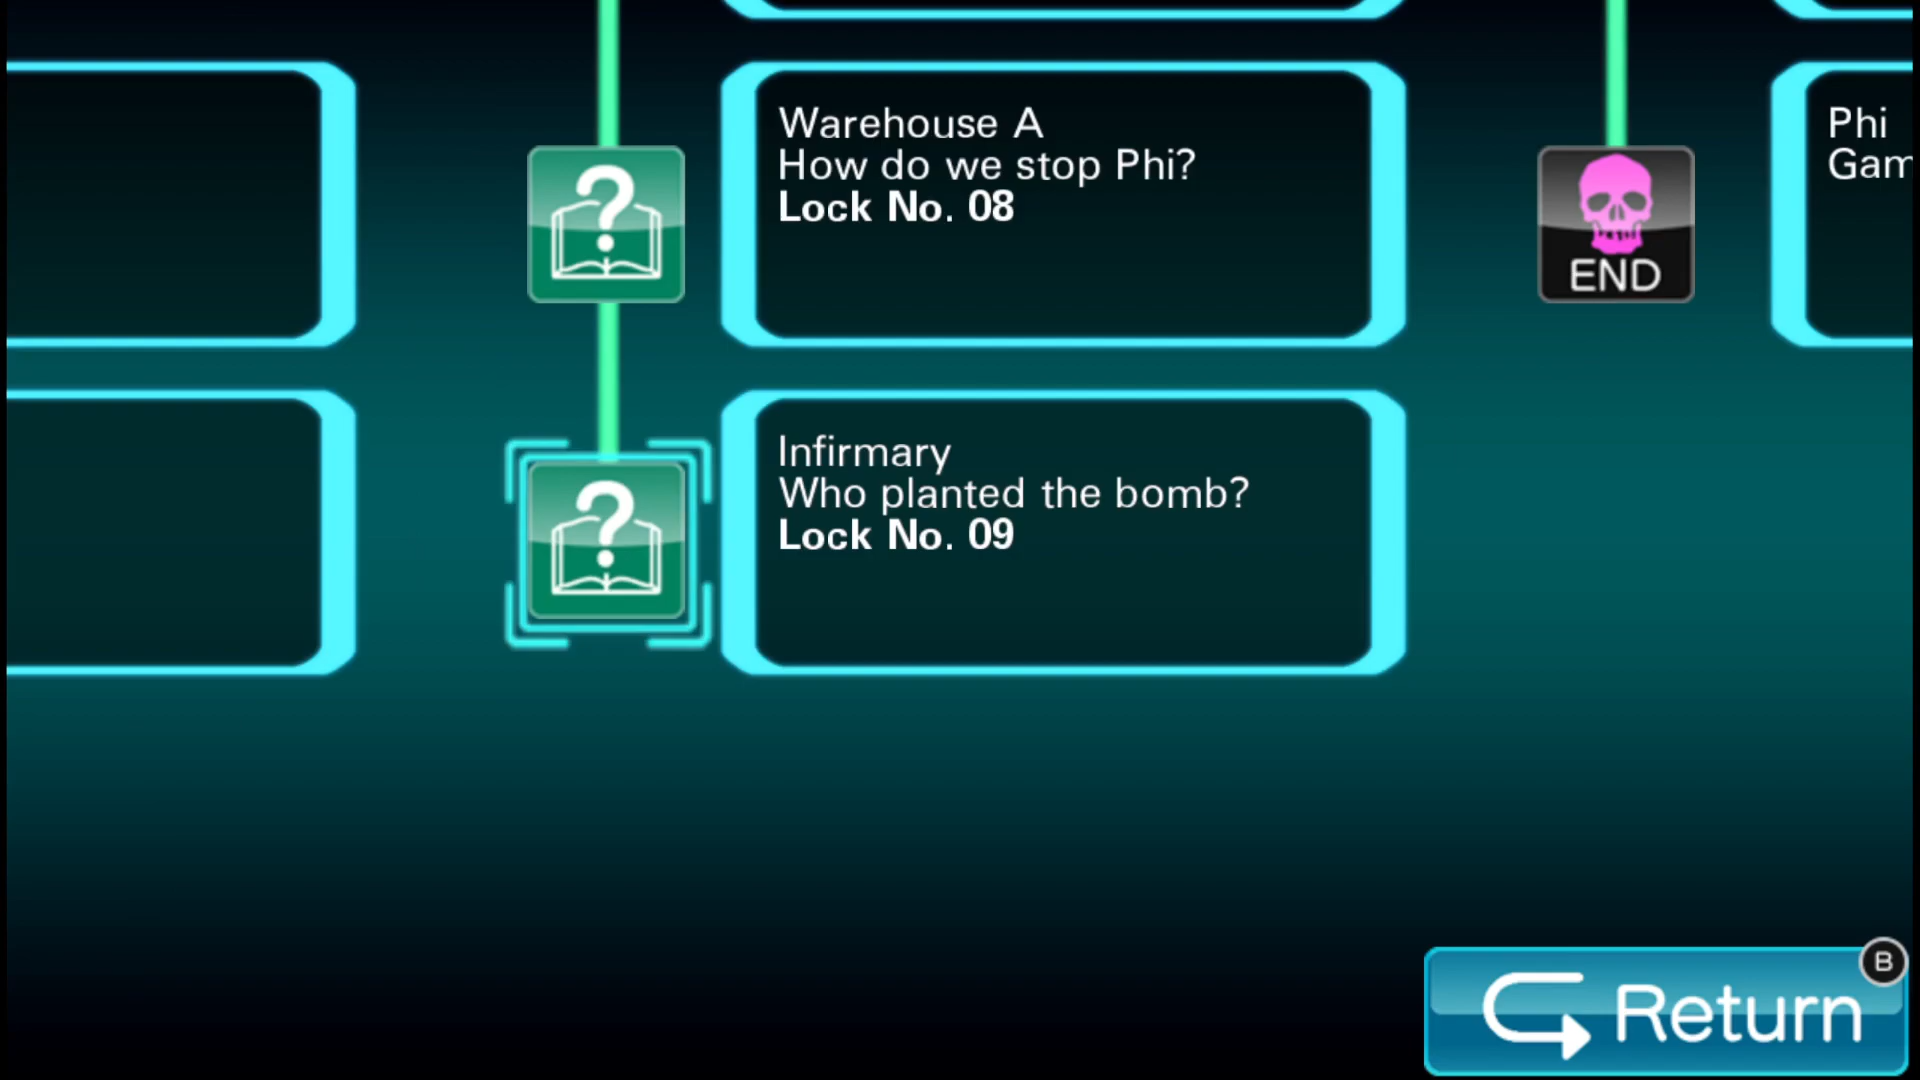 Warehouse A
How do we stop Phi?
Lock No. 08
END
Phi
Infirmary
Who planted the bomb?
Lock No. 09
B
Return